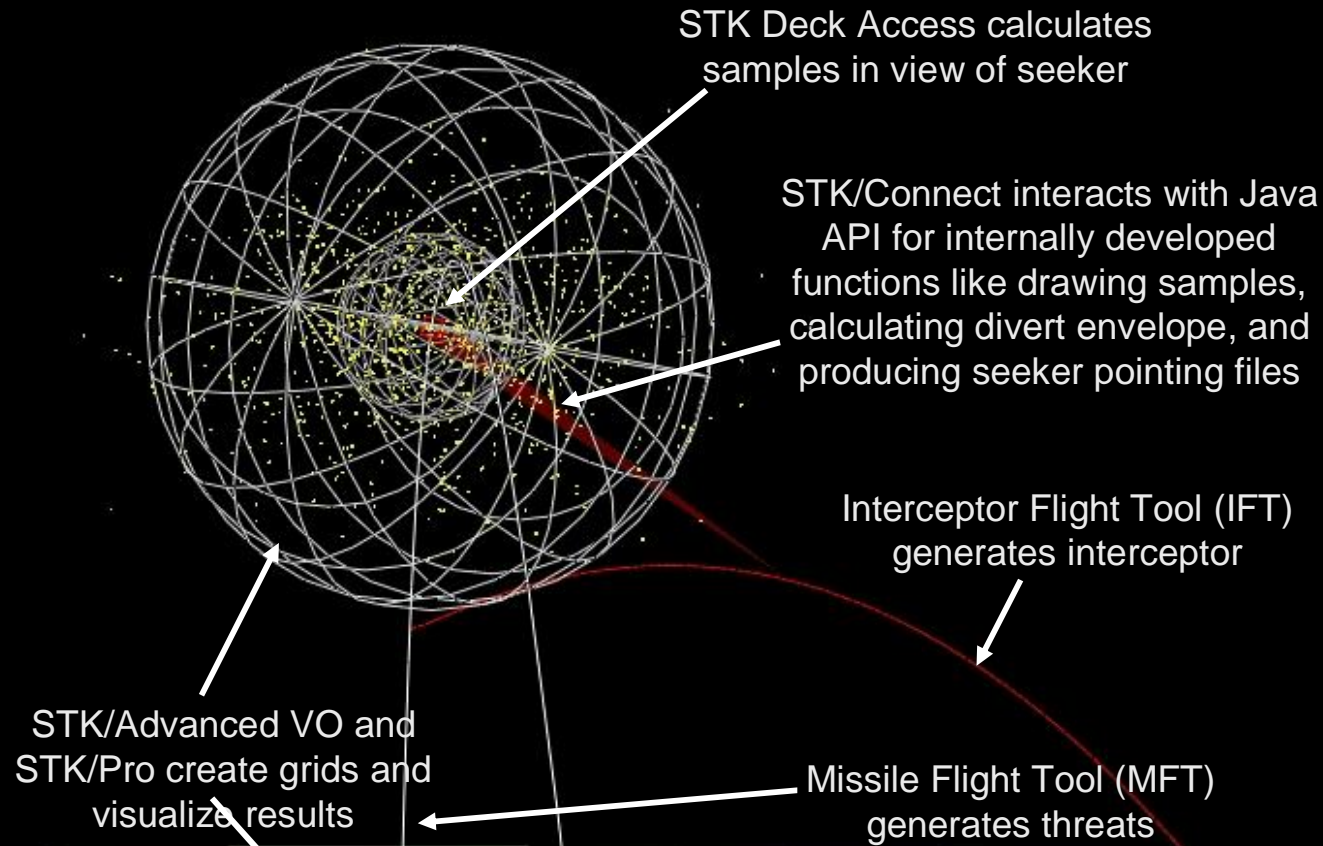 STK Deck Access calculates
samples in view of seeker
STK/Connect interacts with Java
API for internally developed
functions like drawing samples,
calculating divert envelope, and
producing seeker pointing files
Interceptor Flight Tool (IFT)
generates interceptor
STK/Advanced VO and
STK/Pro create grids and
visualize results
Missile Flight Tool (MFT)
generates threats